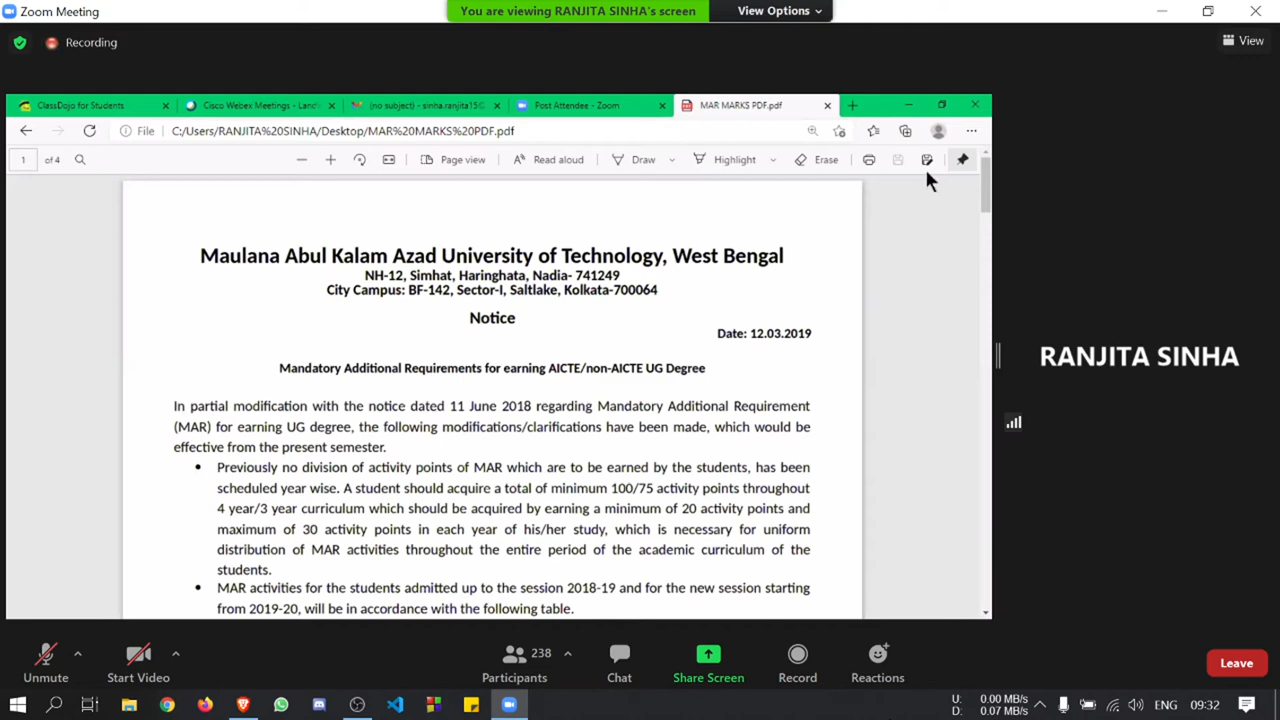 Zoom Meeting
You are viewing RANJITA SINHA's screen
View Options
Recording
View
ClassDojo for Students
Cisco Webex Meetings - Land
(no subject) - sinha.ranjita15@
Post Attendee - Zoom
MAR MARKS PDF.pdf
File
C:/Users/RANJITA%20SINHA/Desktop/MAR%20MARKS%20PDF.pdf
1 of 4
Page view
Read aloud
Draw
Highlight
Erase
Maulana Abul Kalam Azad University of Technology, West Bengal
NH-12, Simhat, Haringhata, Nadia- 741249
City Campus: BF-142, Sector-I, Saltlake, Kolkata-700064
Notice
Date: 12.03.2019
Mandatory Additional Requirements for earning AICTE/non-AICTE UG Degree
In partial modification with the notice dated 11 June 2018 regarding Mandatory Additional Requirement
(MAR) for earning UG degree, the following modifications/clarifications have been made, which would be
effective from the present semester.
• Previously no division of activity points of MAR which are to be earned by the students, has been
scheduled year wise. A student should acquire a total of minimum 100/75 activity points throughout
4 year/3 year curriculum which should be acquired by earning a minimum of 20 activity points and
maximum of 30 activity points in each year of his/her study, which is necessary for uniform
distribution of MAR activities throughout the entire period of the academic curriculum of the
students.
• MAR activities for the students admitted up to the session 2018-19 and for the new session starting
from 2019-20, will be in accordance with the following table.
RANJITA SINHA
Unmute
Start Video
238
Participants
Chat
Share Screen
Record
Reactions
Leave
U: 0.00 MB/s
D: 0.07 MB/s
ENG
09:32